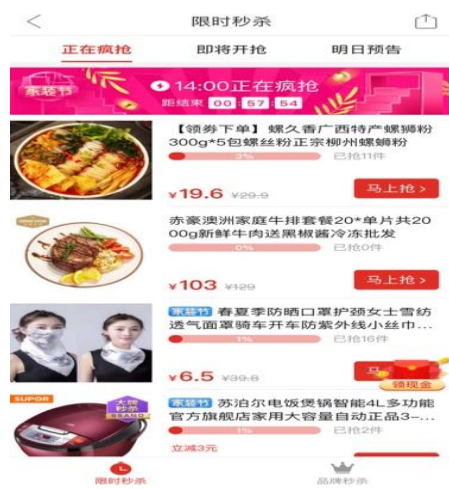 限时秒杀
正在疯抢 即将开抢 明日预告
家装节
14:00正在疯抢
距结束 00:57:54
【领券下单】螺久香广西特产螺狮粉
300g*5包螺丝粉正宗柳州螺蛳粉
3% 已抢11件
¥19.6 ¥29.9 马上抢>
赤豪澳洲家庭牛排套餐20*单片共20
00g新鲜牛肉送黑椒酱冷冻批发
0% 已抢0件
¥103 ¥129 马上抢>
家装节 春夏季防晒口罩护颈女士雪纺
透气面罩骑车开车防紫外线小丝巾...
1% 已抢16件
¥6.5 ¥39.8 马
领现金
SUPOR
大牌
秒杀
BRAND
家装节 苏泊尔电饭煲锅智能4L多功能
官方旗舰店家用大容量自动正品3-...
1% 已抢2件
立减3元
限时秒杀 品牌秒杀